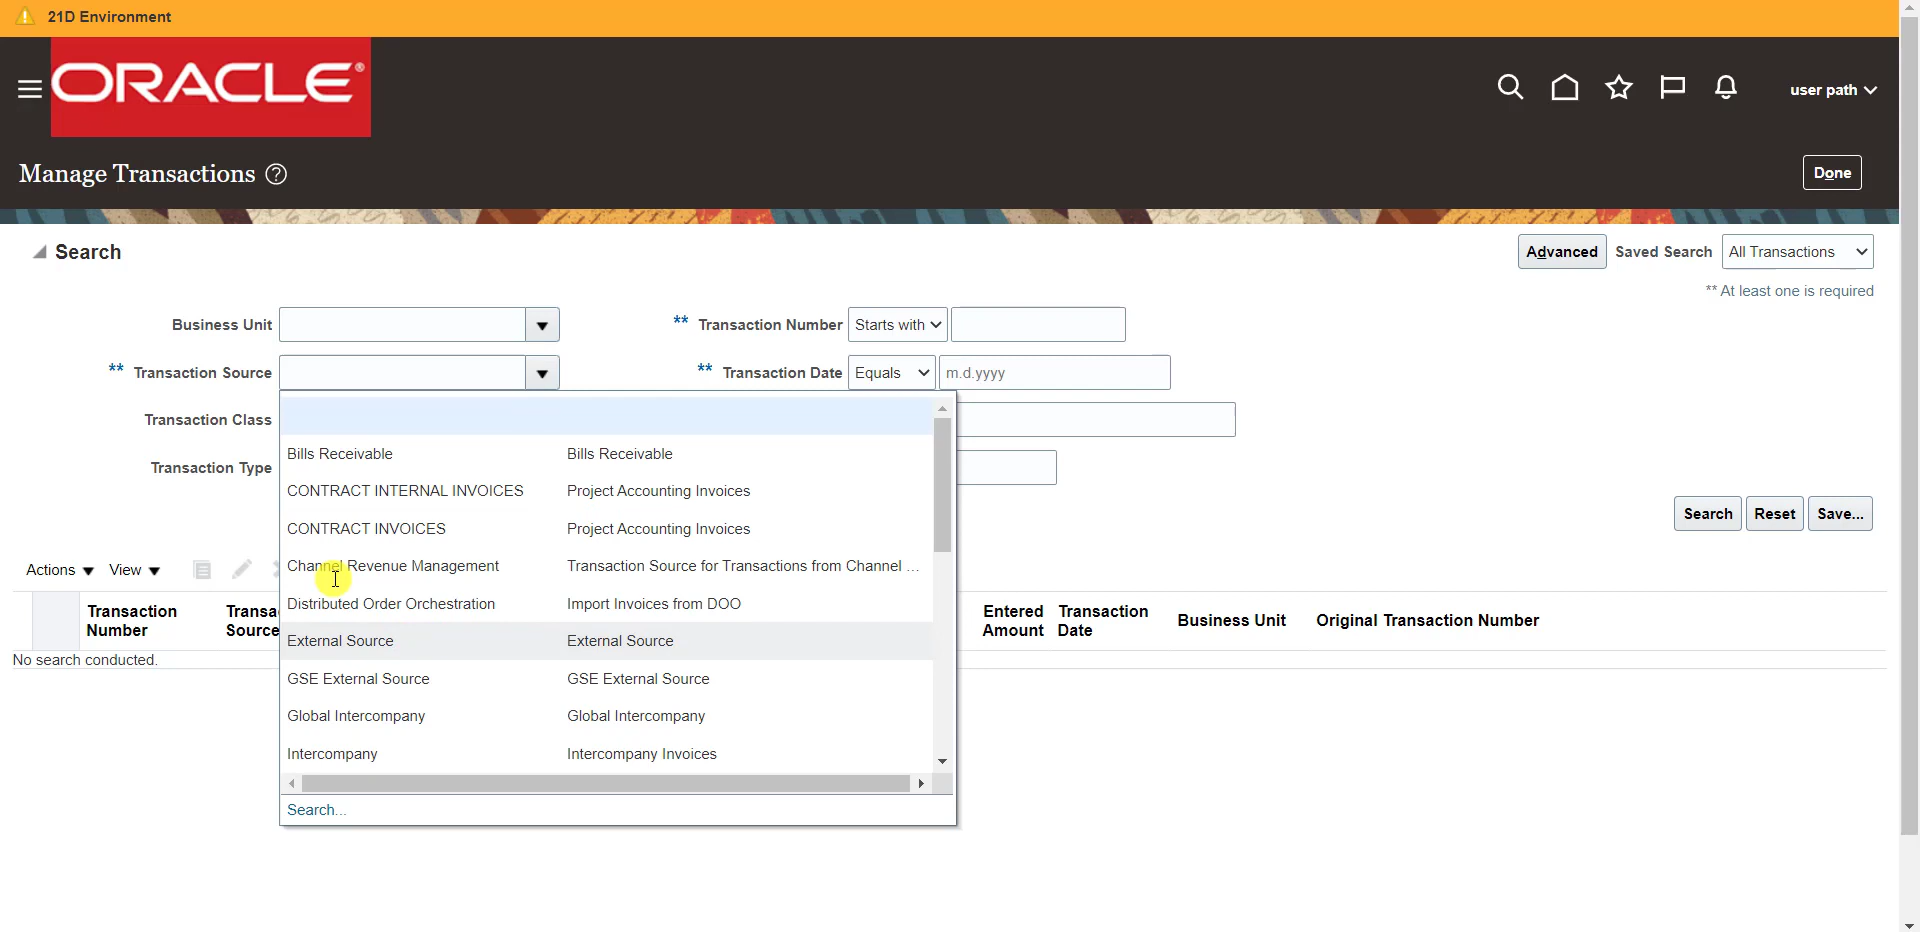 21D Environment
ORACLE®
user path
Manage Transactions
Done
Search
Advanced Saved Search All Transactions
** At least one is required
Business Unit
** Transaction Number Starts with
** Transaction Source
** Transaction Date Equals m.d.yyyy
Transaction Class
Transaction Type
Bills Receivable Bills Receivable
CONTRACT INTERNAL INVOICES Project Accounting Invoices
CONTRACT INVOICES Project Accounting Invoices
Channel Revenue Management Transaction Source for Transactions from Channel ...
Distributed Order Orchestration Import Invoices from DOO
External Source External Source
GSE External Source GSE External Source
Global Intercompany Global Intercompany
Intercompany Intercompany Invoices
Search...
Search Reset Save...
Actions View
Transaction Number
Transa
Source
Entered Amount
Transaction Date
Business Unit
Original Transaction Number
No search conducted.